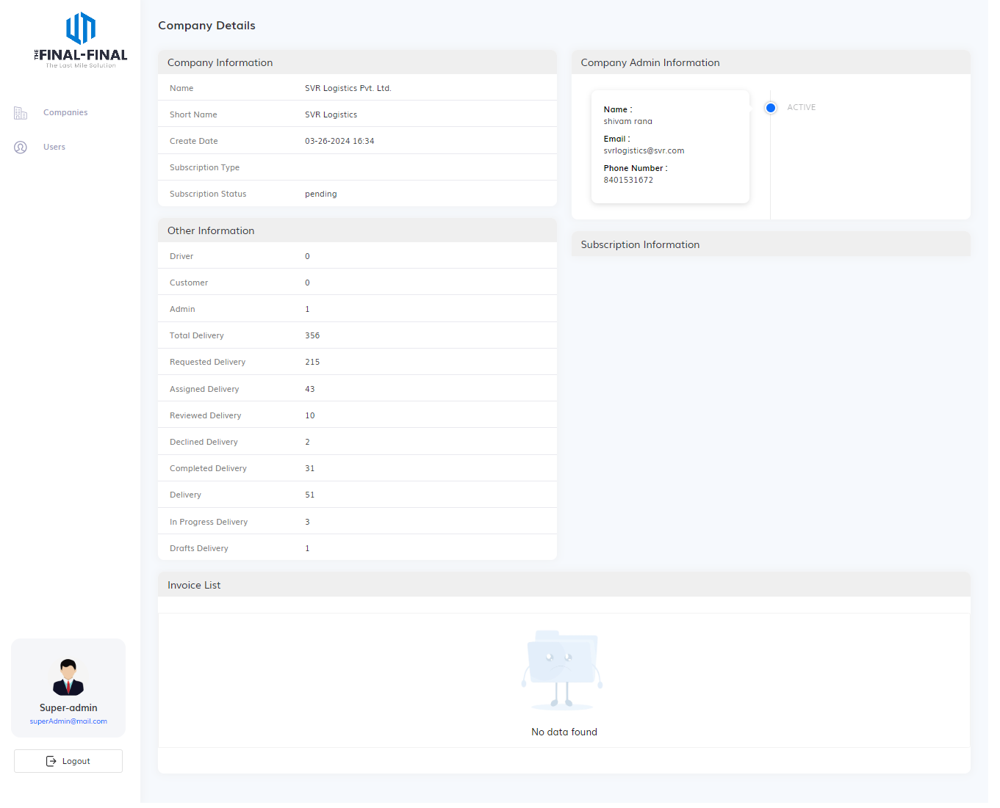 THE FINAL-FINAL
The Last Mile Solution
Companies
Users
Super-admin
superAdmin@mail.com
Logout
Company Details
Company Information
Name SVR Logistics Pvt. Ltd.
Short Name SVR Logistics
Create Date 03-26-2024 16:34
Subscription Type
Subscription Status pending
Other Information
Driver 0
Customer 0
Admin 1
Total Delivery 356
Requested Delivery 215
Assigned Delivery 43
Reviewed Delivery 10
Declined Delivery 2
Completed Delivery 31
Delivery 51
In Progress Delivery 3
Drafts Delivery 1
Company Admin Information
Name :
shivam rana
Email :
svrlogistics@svr.com
Phone Number :
8401531672
ACTIVE
Subscription Information
Invoice List
No data found